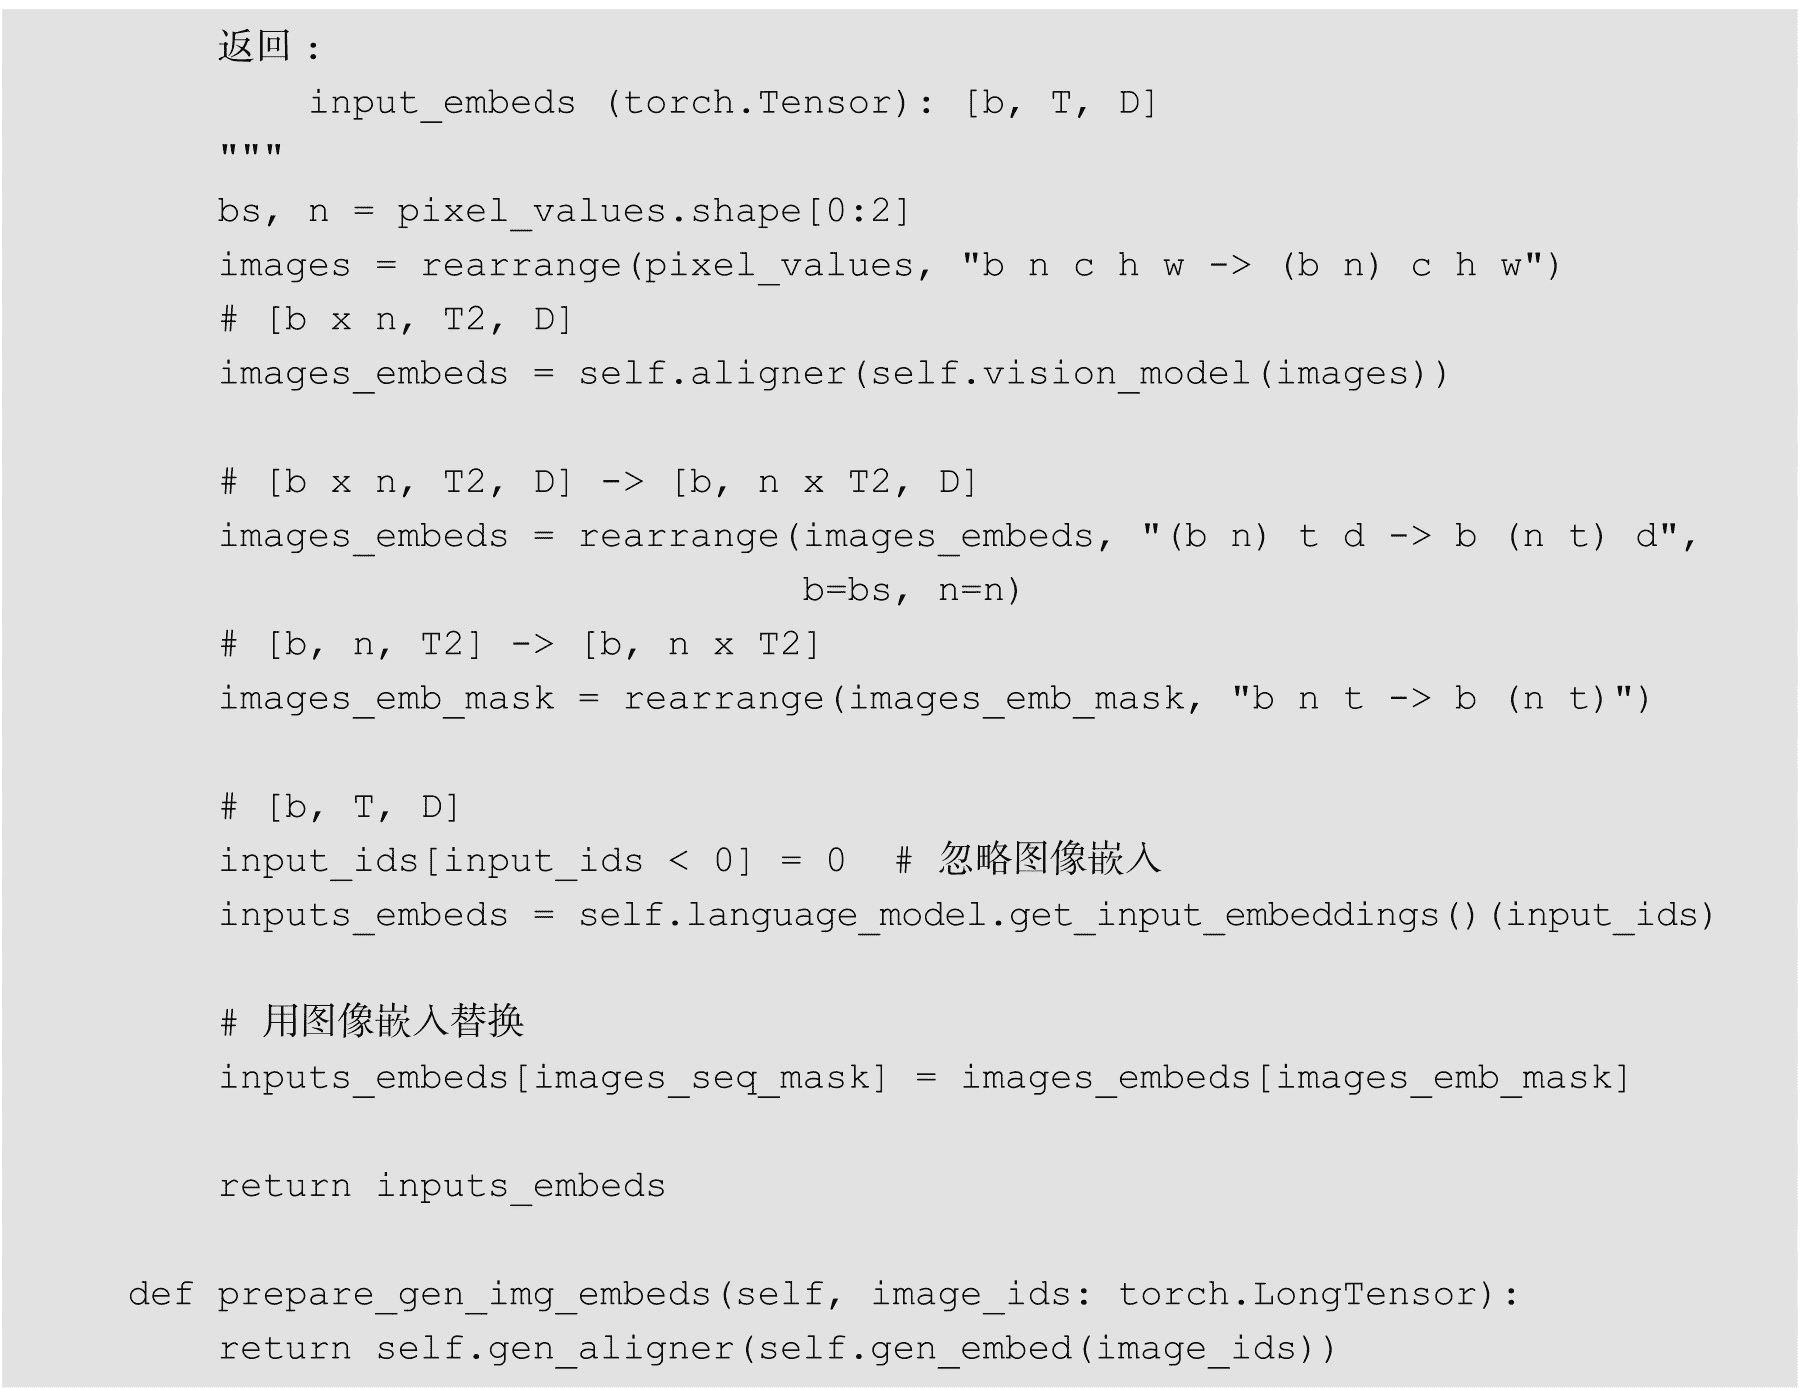 返回：
        input_embeds (torch.Tensor): [b, T, D]
    """
    bs, n = pixel_values.shape[0:2]
    images = rearrange(pixel_values, "b n c h w -> (b n) c h w")
    # [b x n, T2, D]
    images_embeds = self.aligner(self.vision_model(images))

    # [b x n, T2, D] -> [b, n x T2, D]
    images_embeds = rearrange(images_embeds, "(b n) t d -> b (n t) d",
                              b=bs, n=n)
    # [b, n, T2] -> [b, n x T2]
    images_emb_mask = rearrange(images_emb_mask, "b n t -> b (n t)")

    # [b, T, D]
    input_ids[input_ids < 0] = 0  # 忽略图像嵌入
    inputs_embeds = self.language_model.get_input_embeddings()(input_ids)

    # 用图像嵌入替换
    inputs_embeds[images_seq_mask] = images_embeds[images_emb_mask]

    return inputs_embeds

def prepare_gen_img_embeds(self, image_ids: torch.LongTensor):
    return self.gen_aligner(self.gen_embed(image_ids))